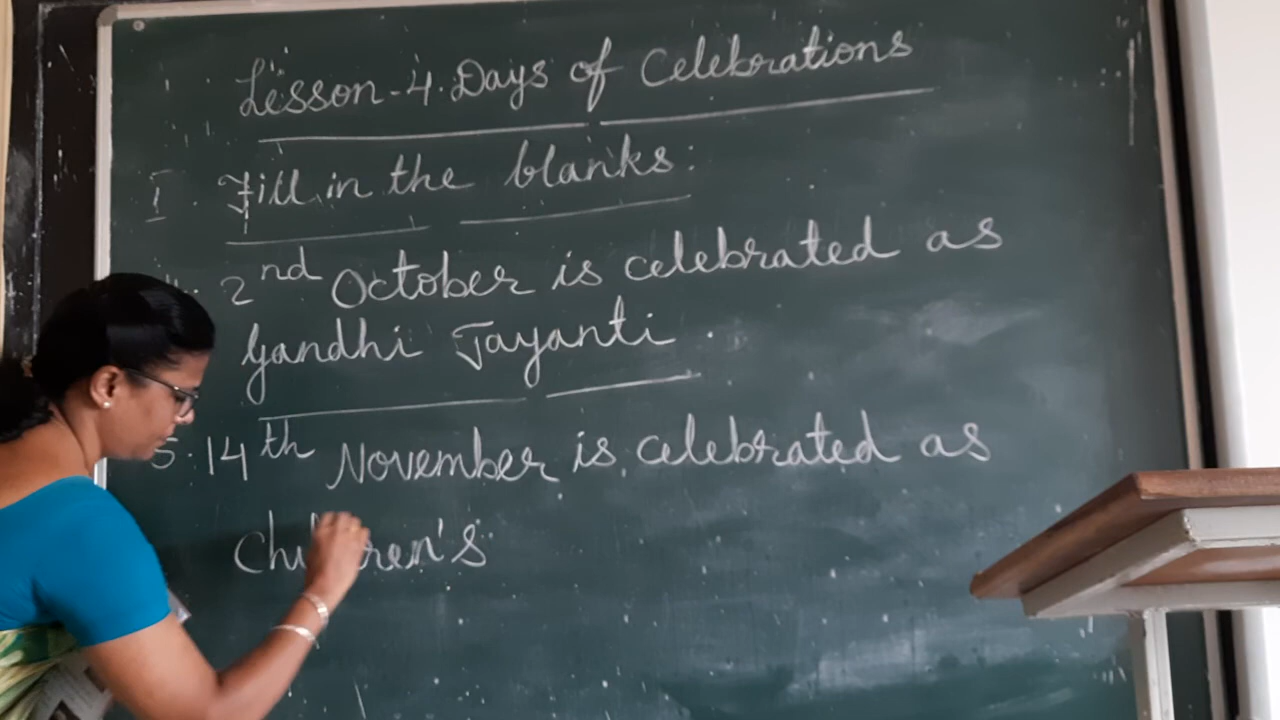 Lesson-4. Days of Celebrations
I. Fill in the blanks:
2nd October is celebrated as
Gandhi Jayanti.
5. 14th November is celebrated as